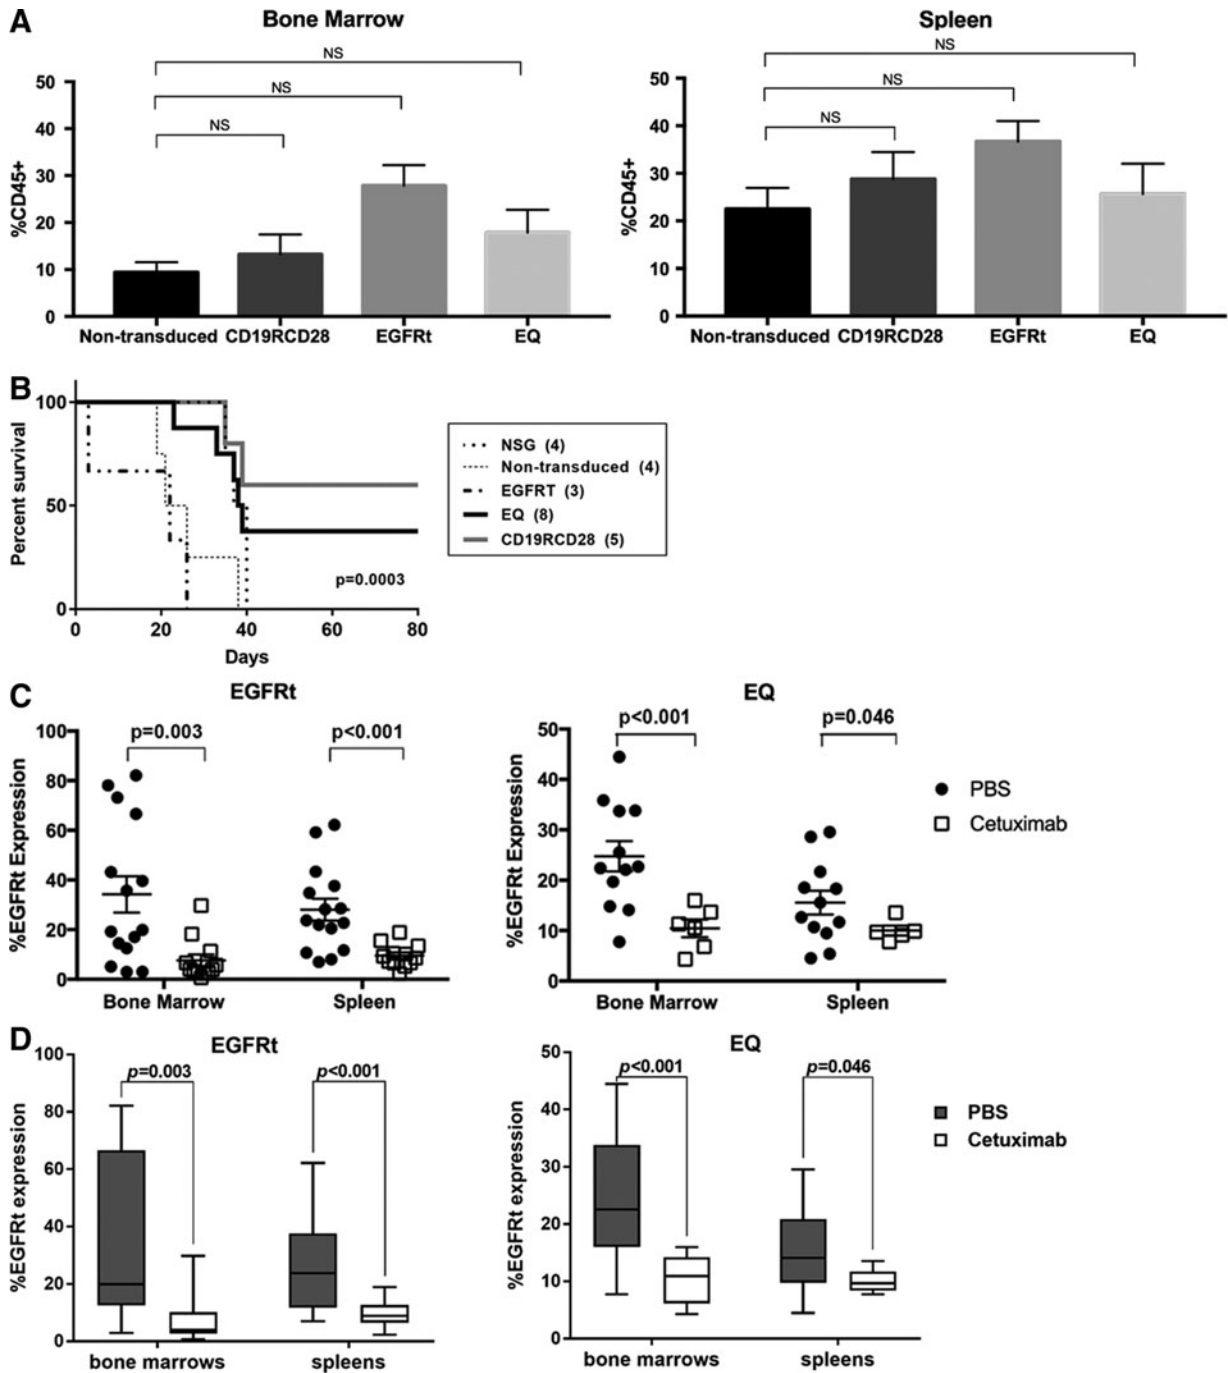 A
Bone Marrow
Spleen
NS
NS
NS
NS
NS
NS
%CD45+
50
40
30
20
10
0
Non-transduced CD19RCD28 EGFRt EQ
%CD45+
50
40
30
20
10
0
Non-transduced CD19RCD28 EGFRt EQ
B
Percent survival
100
50
0
0 20 40 60 80
Days
p=0.0003
NSG (4)
Non-transduced (4)
EGFRT (3)
EQ (8)
CD19RCD28 (5)
C
EGFRt
EQ
p=0.003
p<0.001
%EGFRt Expression
100
80
60
40
20
0
Bone Marrow Spleen
p<0.001
p=0.046
%EGFRt Expression
50
40
30
20
10
0
Bone Marrow Spleen
PBS
Cetuximab
D
EGFRt
EQ
p=0.003
p<0.001
%EGFRt expression
100
80
60
40
20
0
bone marrows spleens
p<0.001
p=0.046
%EGFRt expression
50
40
30
20
10
0
bone marrows spleens
PBS
Cetuximab